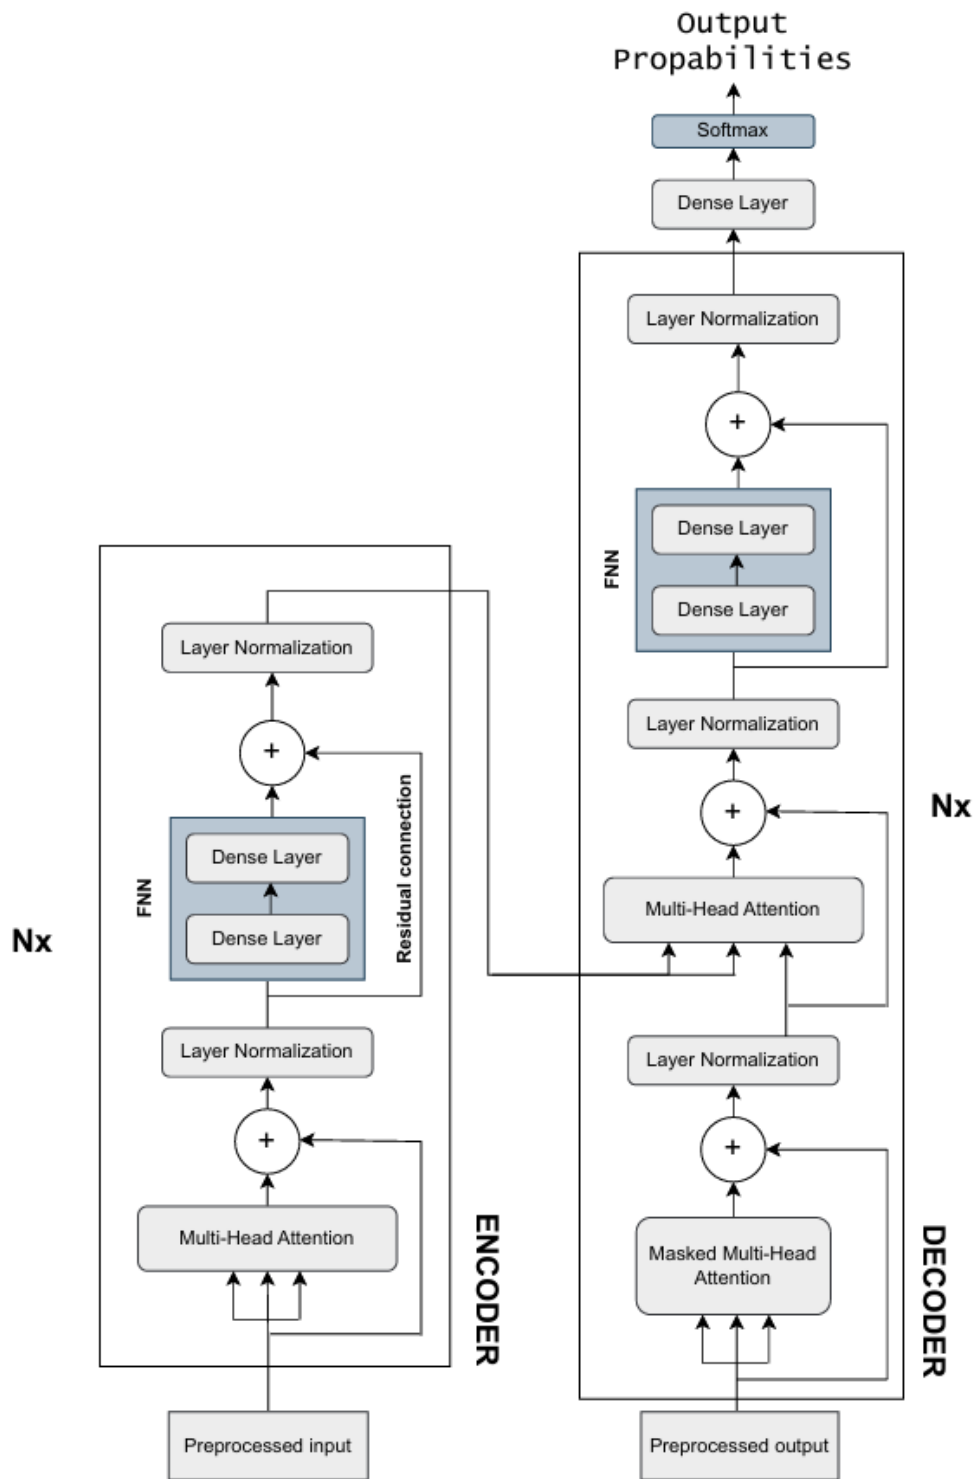 Output
Propabilities
Softmax
Dense Layer
Layer Normalization
+
Dense Layer
Dense Layer
FNN
Layer Normalization
+
Multi-Head Attention
Layer Normalization
+
Masked Multi-Head
Attention
Preprocessed output
DECODER
Nx
Layer Normalization
+
Residual connection
Dense Layer
Dense Layer
FNN
Nx
Layer Normalization
+
Multi-Head Attention
ENCODER
Preprocessed input